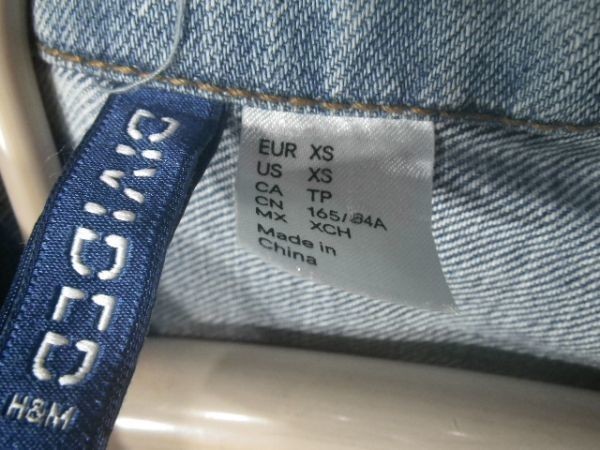 DIVIDED
H&M
EUR XS
US XS
CA TP
CN 165/84A
MX XCH
Made in
China